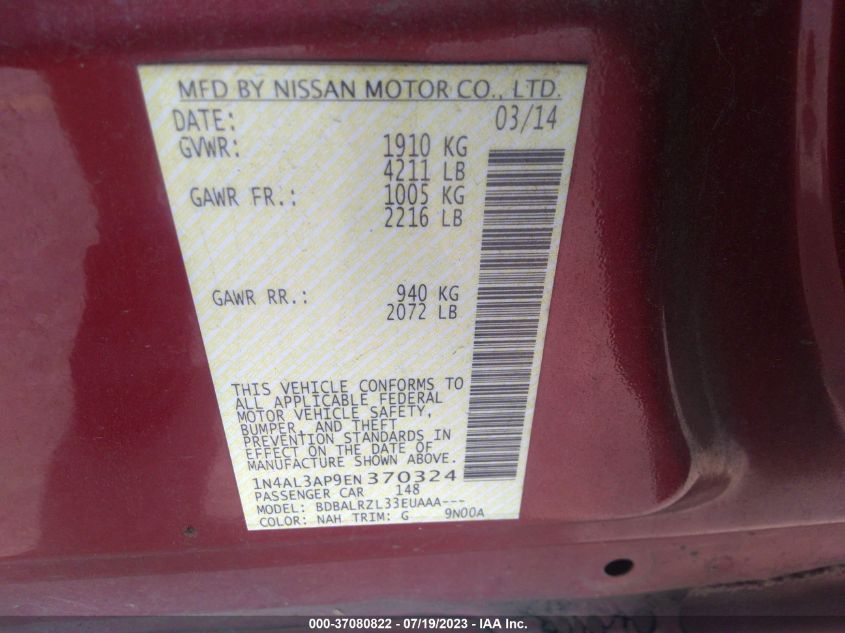 MFD BY NISSAN MOTOR CO., LTD.
DATE: 03/14
GVWR: 1910 KG
4211 LB
GAWR FR.: 1005 KG
2216 LB
GAWR RR.: 940 KG
2072 LB
THIS VEHICLE CONFORMS TO
ALL APPLICABLE FEDERAL
MOTOR VEHICLE SAFETY,
BUMPER, AND THEFT
PREVENTION STANDARDS IN
EFFECT ON THE DATE OF
MANUFACTURE SHOWN ABOVE.
1N4AL3AP9EN370324
PASSENGER CAR 148
MODEL: BDBALRZL33EUAAA---
COLOR: NAH TRIM: G 9N00A
000-37080822 - 07/19/2023 - IAA Inc.